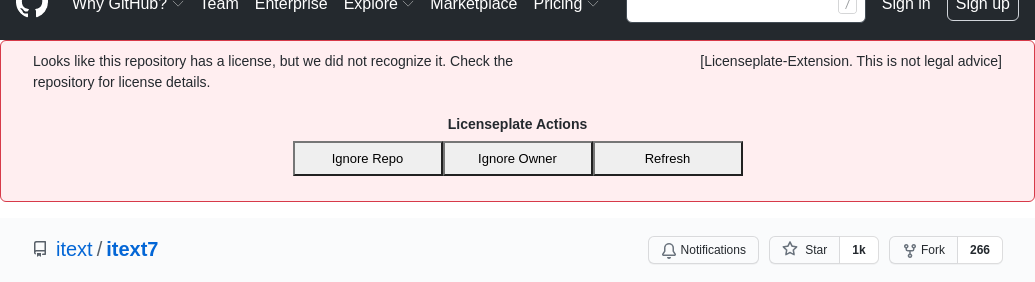 Why GitHub? Team Enterprise Explore Marketplace Pricing / Sign in Sign up
Looks like this repository has a license, but we did not recognize it. Check the
repository for license details.
[Licenseplate-Extension. This is not legal advice]
Licenseplate Actions
Ignore Repo Ignore Owner Refresh
itext / itext7 Notifications Star 1k Fork 266